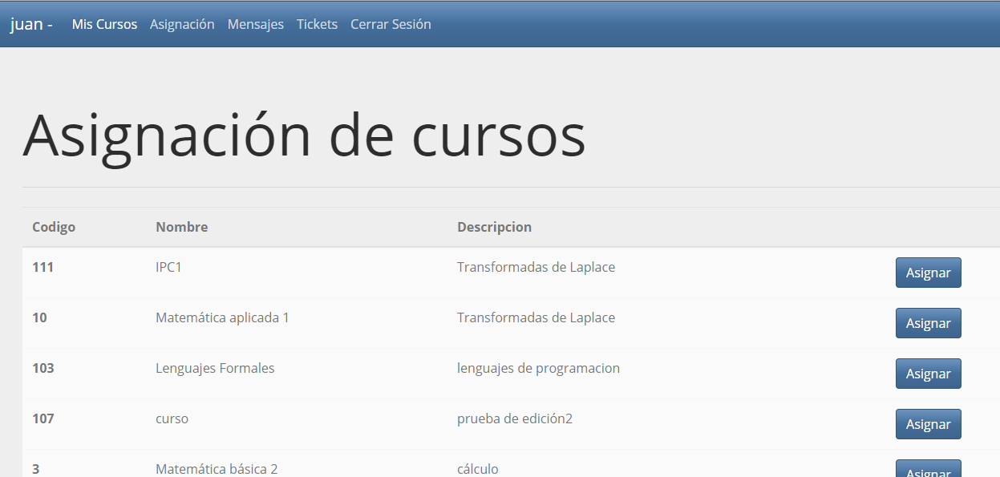 juan - Mis Cursos Asignación Mensajes Tickets Cerrar Sesión
Asignación de cursos
Codigo Nombre Descripcion
111 IPC1 Transformadas de Laplace Asignar
10 Matemática aplicada 1 Transformadas de Laplace Asignar
103 Lenguajes Formales lenguajes de programacion Asignar
107 curso prueba de edición2 Asignar
3 Matemática básica 2 cálculo Asignar